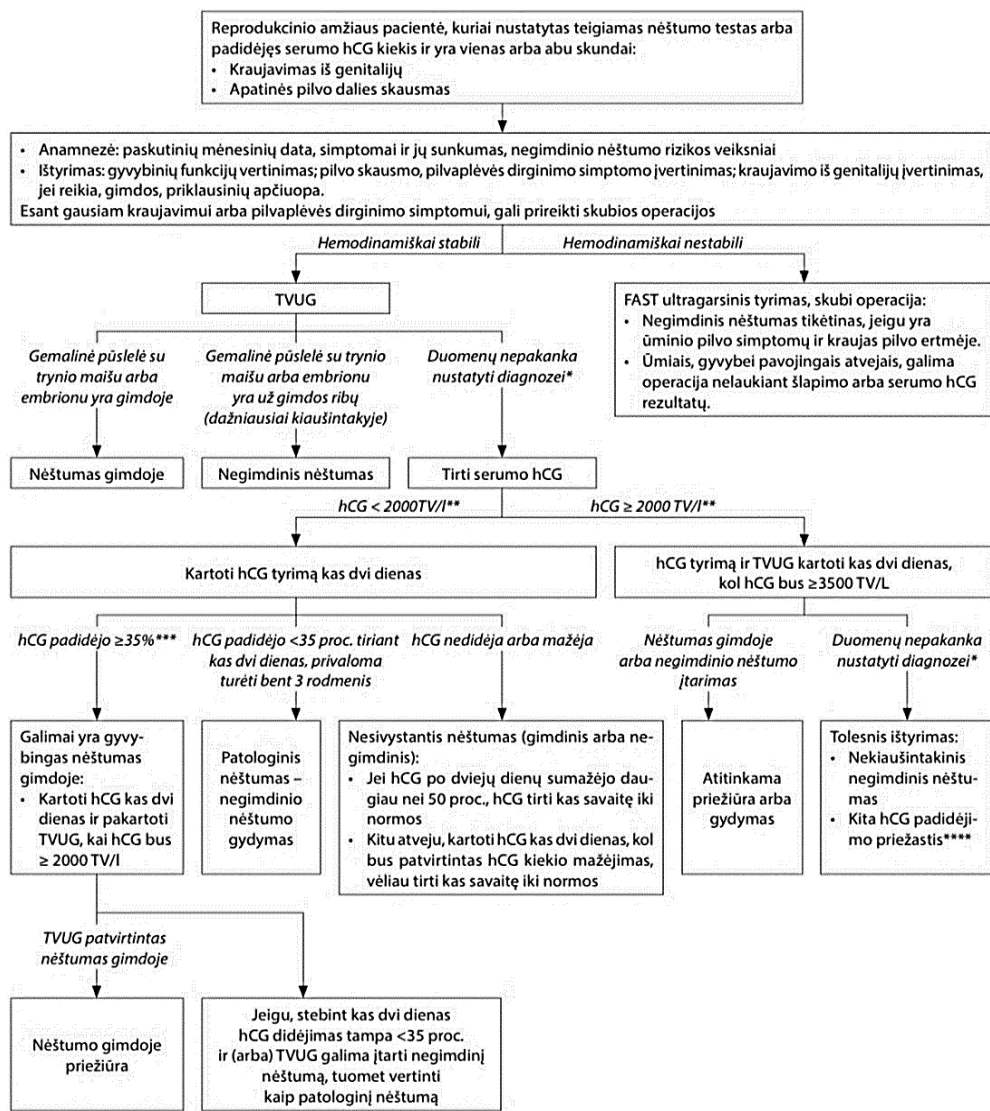 Reprodukcinio amžiaus pacientė, kuriai nustatytas teigiamas nėštumo testas arba
padidėjęs serumo hCG kiekis ir yra vienas arba abu skundai:
• Kraujavimas iš genitalijų
• Apatinės pilvo dalies skausmas
• Anamnezė: paskutinių mėnesinių data, simptomai ir jų sunkumas, negimdinio nėštumo rizikos veiksniai
• Ištyrimas: gyvybinių funkcijų vertinimas; pilvo skausmo, pilvaplėvės dirginimo simptomo įvertinimas; kraujavimo iš genitalijų įvertinimas,
jei reikia, gimdos, priklausinių apčiuopa.
Esant gausiam kraujavimui arba pilvaplėvės dirginimo simptomui, gali prireikti skubios operacijos
Hemodinamiškai stabili
Hemodinamiškai nestabili
TVUG
FAST ultragarsinis tyrimas, skubi operacija:
• Negimdinis nėštumas tikėtinas, jeigu yra
ūminio pilvo simptomų ir kraujas pilvo ertmėje.
• Ūmiais, gyvybei pavojingais atvejais, galima
operacija nelaukiant šlapimo arba serumo hCG
rezultatų.
Gemalinė pūslelė su
trynio maišu arba
embrionu yra gimdoje
Gemalinė pūslelė su trynio
maišu arba embrionu
yra už gimdos ribų
(dažniausiai kiaušintakyje)
Duomenų nepakanka
nustatyti diagnozei*
Nėštumas gimdoje
Negimdinis nėštumas
Tirti serumo hCG
hCG < 2000TV/l**
hCG ≥ 2000 TV/l**
Kartoti hCG tyrimą kas dvi dienas
hCG tyrimą ir TVUG kartoti kas dvi dienas,
kol hCG bus ≥3500 TV/L
hCG padidėjo ≥35%***
hCG padidėjo <35 proc. tiriant
kas dvi dienas, privaloma
turėti bent 3 rodmenis
hCG nedidėja arba mažėja
Nėštumas gimdoje
arba negimdinio nėštumo
įtarimas
Duomenų nepakanka
nustatyti diagnozei*
Galimai yra gyvy-
bingas nėštumas
gimdoje:
• Kartoti hCG kas dvi
dienas ir pakartoti
TVUG, kai hCG bus
≥ 2000 TV/l
Patologinis
nėštumas –
negimdinio
nėštumo
gydymas
Nesivystantis nėštumas (gimdinis arba ne-
gimdinis):
• Jei hCG po dviejų dienų sumažėjo dau-
giau nei 50 proc., hCG tirti kas savaitę iki
normos
• Kitu atveju, kartoti hCG kas dvi dienas, kol
bus patvirtintas hCG kiekio mažėjimas,
vėliau tirti kas savaitę iki normos
Atitinkama
priežiūra arba
gydymas
Tolesnis ištyrimas:
• Nekiaušintakinis
negimdinis nėštu-
mas
• Kita hCG padidėji-
mo priežastis****
TVUG patvirtintas
nėštumas gimdoje
Nėštumo gimdoje
priežiūra
Jeigu, stebint kas dvi dienas
hCG didėjimas tampa <35 proc.
ir (arba) TVUG galima įtarti negimdinį
nėštumą, tuomet vertinti
kaip patologinį nėštumą